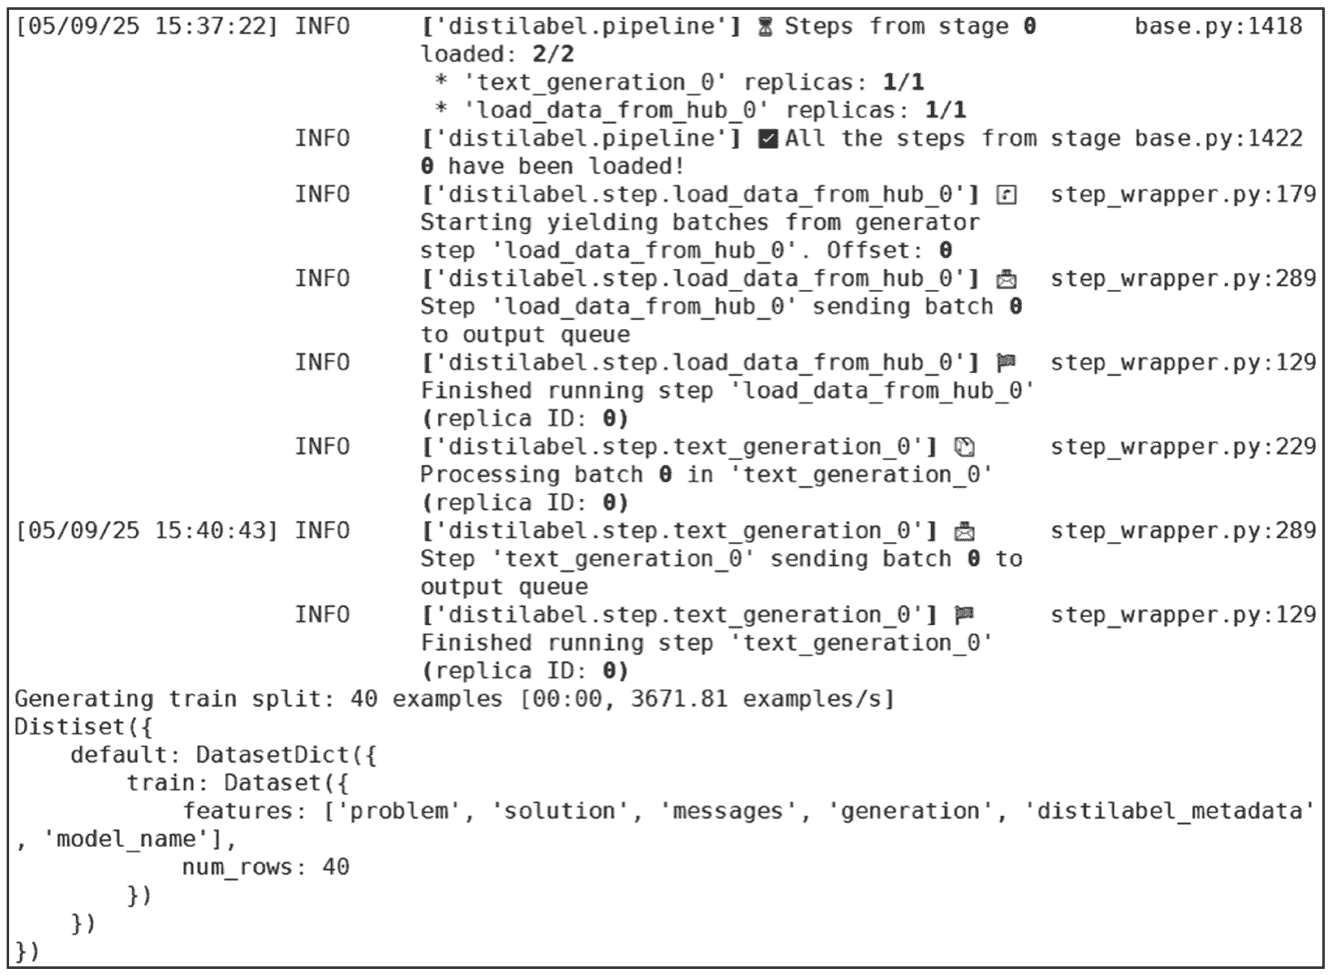 [05/09/25 15:37:22] INFO     ['distilabel.pipeline'] ⏳ Steps from stage 0       base.py:1418
                             loaded: 2/2
                              * 'text_generation_0' replicas: 1/1
                              * 'load_data_from_hub_0' replicas: 1/1
                    INFO     ['distilabel.pipeline'] ✅ All the steps from stage base.py:1422
                             0 have been loaded!
                    INFO     ['distilabel.step.load_data_from_hub_0']      step_wrapper.py:179
                             Starting yielding batches from generator
                             step 'load_data_from_hub_0'. Offset: 0
                    INFO     ['distilabel.step.load_data_from_hub_0'] 📨   step_wrapper.py:289
                             Step 'load_data_from_hub_0' sending batch 0
                             to output queue
                    INFO     ['distilabel.step.load_data_from_hub_0'] 🏁   step_wrapper.py:129
                             Finished running step 'load_data_from_hub_0'
                             (replica ID: 0)
                    INFO     ['distilabel.step.text_generation_0'] 📦      step_wrapper.py:229
                             Processing batch 0 in 'text_generation_0'
                             (replica ID: 0)
[05/09/25 15:40:43] INFO     ['distilabel.step.text_generation_0'] 📨      step_wrapper.py:289
                             Step 'text_generation_0' sending batch 0 to
                             output queue
                    INFO     ['distilabel.step.text_generation_0'] 🏁      step_wrapper.py:129
                             Finished running step 'text_generation_0'
                             (replica ID: 0)
Generating train split: 40 examples [00:00, 3671.81 examples/s]
Distiset({
    default: DatasetDict({
        train: Dataset({
            features: ['problem', 'solution', 'messages', 'generation', 'distilabel_metadata'
, 'model_name'],
            num_rows: 40
        })
    })
})